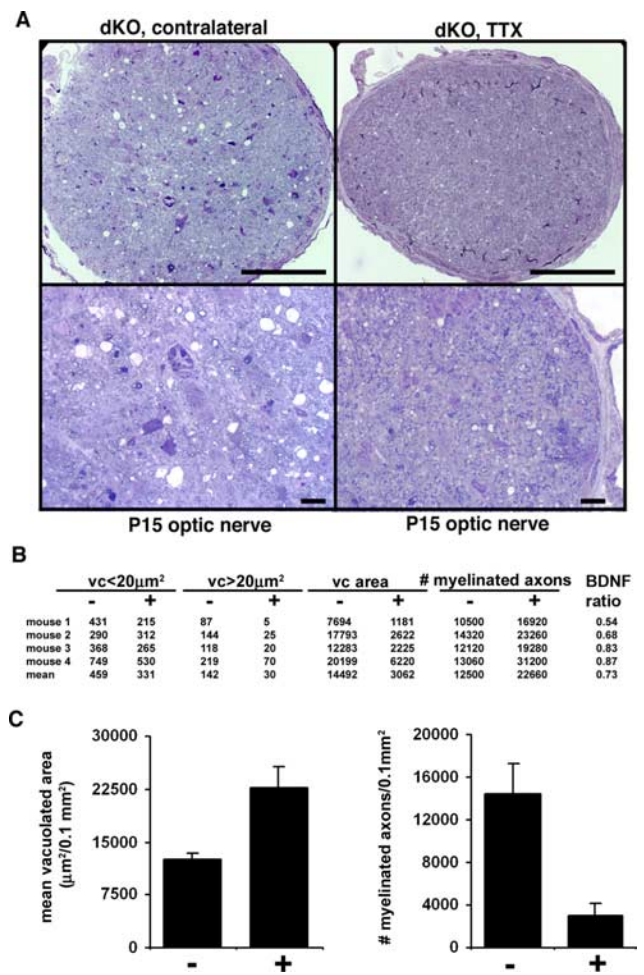 A
dKO, contralateral dKO, TTX
P15 optic nerve P15 optic nerve
B
vc<20μm² vc>20μm² vc area # myelinated axons BDNF
- + - + - + - + ratio
mouse 1 431 215 87 5 7694 1181 10500 16920 0.54
mouse 2 290 312 144 25 17793 2622 14320 23260 0.68
mouse 3 368 265 118 20 12283 2225 12120 19280 0.83
mouse 4 749 530 219 70 20199 6220 13060 31200 0.87
mean 459 331 142 30 14492 3062 12500 22660 0.73
C
mean vacuolated area
(μm²/0.1 mm²)
30000
22500
15000
7500
0
- +
# myelinated axons/0.1mm²
20000
16000
12000
8000
4000
0
- +